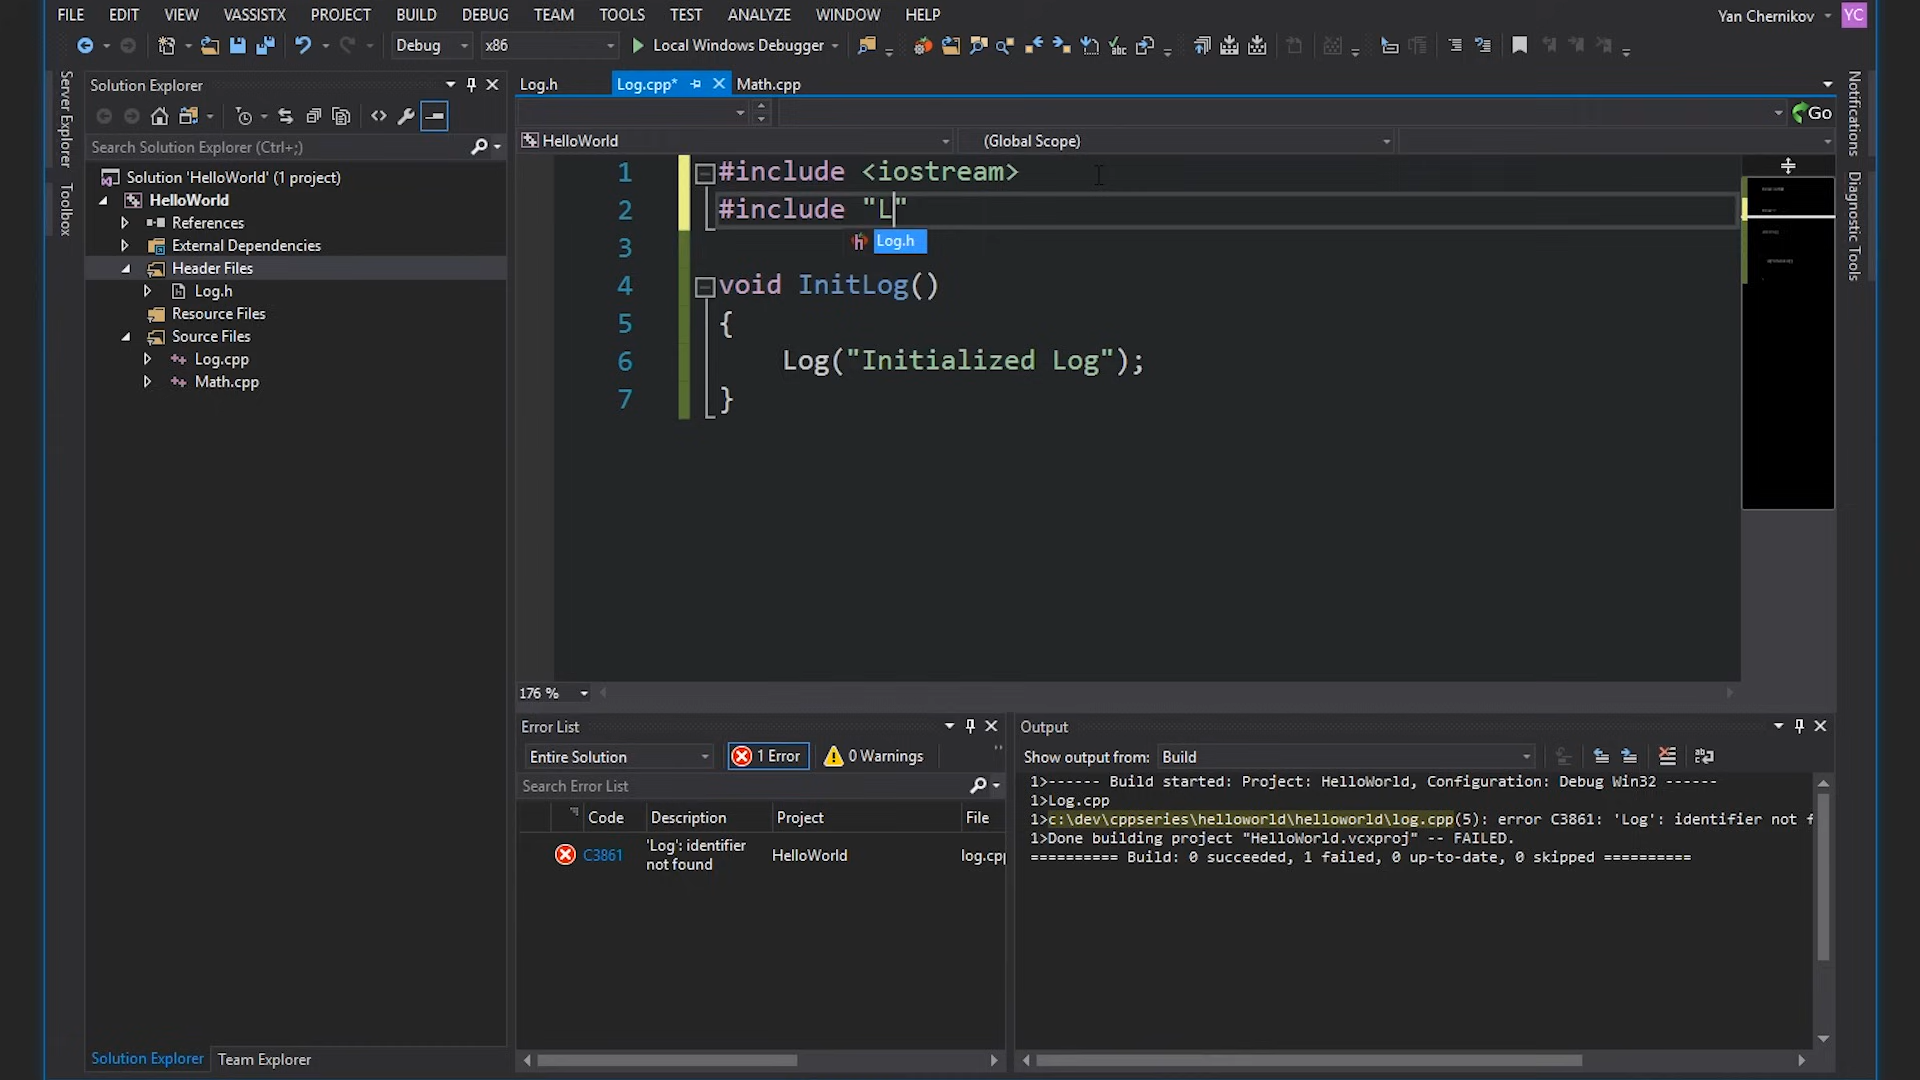 FILE EDIT VIEW VASSISTX PROJECT BUILD DEBUG TEAM TOOLS TEST ANALYZE WINDOW HELP Yan Chernikov YC
Debug x86 Local Windows Debugger
Server Explorer
Toolbox
Solution Explorer
Search Solution Explorer (Ctrl+;)
Solution 'HelloWorld' (1 project)
HelloWorld
References
External Dependencies
Header Files
Log.h
Resource Files
Source Files
Log.cpp
Math.cpp
Solution Explorer Team Explorer
Log.h Log.cpp* Math.cpp
Go
HelloWorld (Global Scope)
1 #include <iostream>
2 #include "L"
Log.h
3
4 void InitLog()
5 {
6 Log("Initialized Log");
7 }
176 %
Notifications
Diagnostic Tools
Error List
Entire Solution 1 Error 0 Warnings
Search Error List
Code Description Project File
C3861 'Log': identifier not found HelloWorld log.cpp
Output
Show output from: Build
1>------ Build started: Project: HelloWorld, Configuration: Debug Win32 ------
1>Log.cpp
1>c:\dev\cppseries\helloworld\helloworld\log.cpp(5): error C3861: 'Log': identifier not f
1>Done building project "HelloWorld.vcxproj" -- FAILED.
========== Build: 0 succeeded, 1 failed, 0 up-to-date, 0 skipped ==========